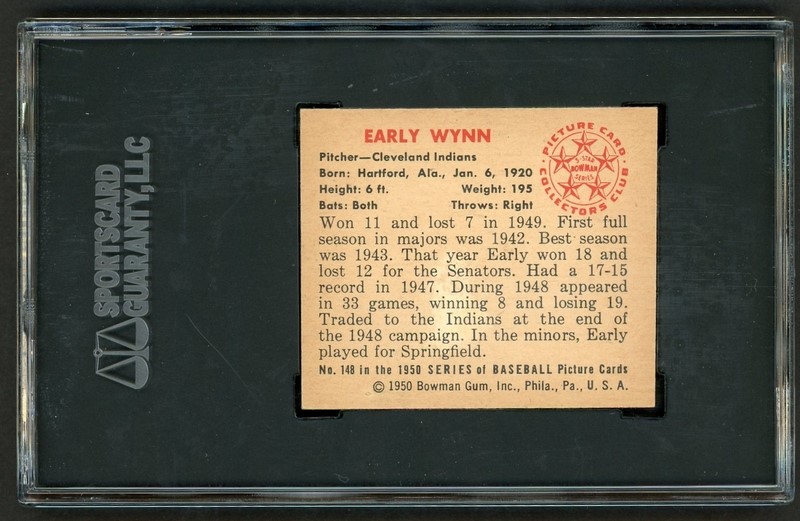 SPORTSCARD
GUARANTY, LLC
EARLY WYNN
Pitcher—Cleveland Indians
Born: Hartford, Ala., Jan. 6, 1920
Height: 6 ft. Weight: 195
Bats: Both Throws: Right
PICTURE CARD
COLLECTORS CLUB
5-STAR
BOWMAN
SERIES
Won 11 and lost 7 in 1949. First full
season in majors was 1942. Best season
was 1943. That year Early won 18 and
lost 12 for the Senators. Had a 17-15
record in 1947. During 1948 appeared
in 33 games, winning 8 and losing 19.
Traded to the Indians at the end of
the 1948 campaign. In the minors, Early
played for Springfield.
No. 148 in the 1950 SERIES of BASEBALL Picture Cards
© 1950 Bowman Gum, Inc., Phila., Pa., U. S. A.